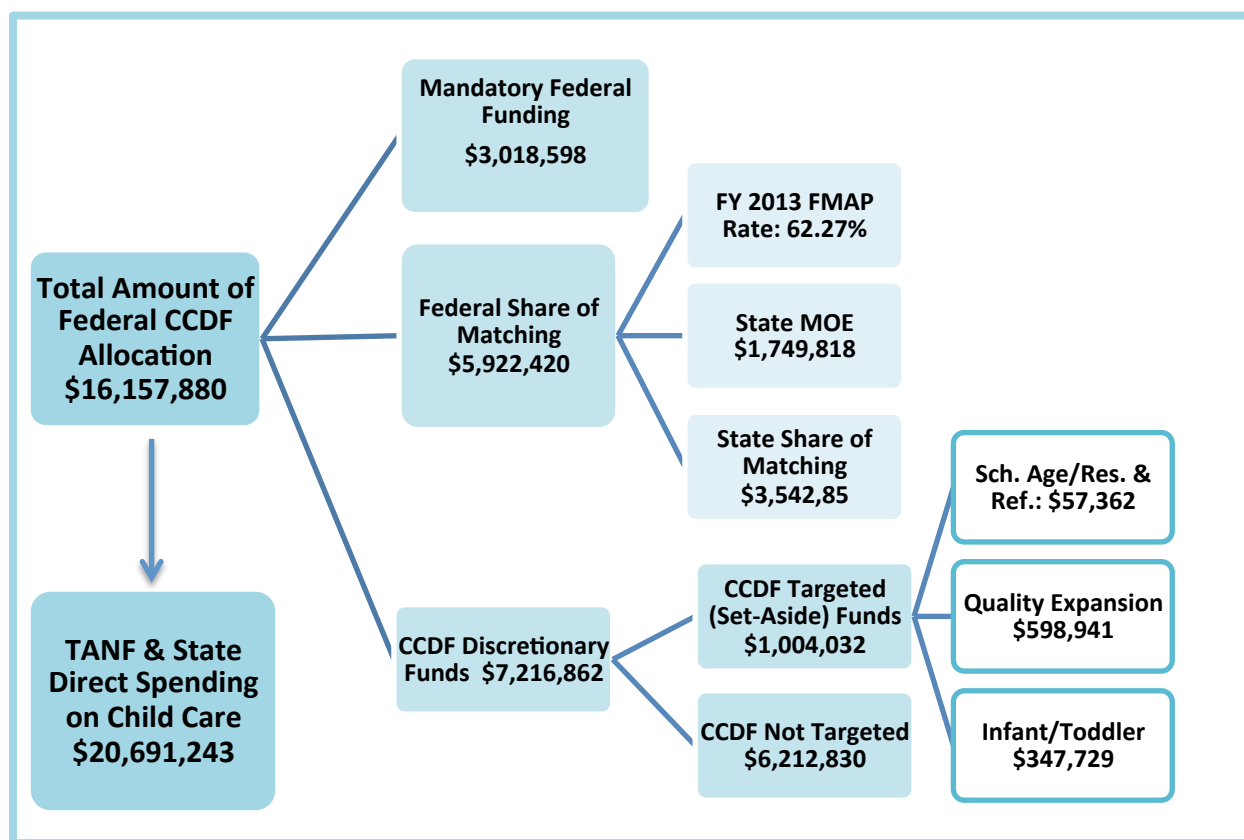 Mandatory Federal
Funding
$3,018,598
FY 2013 FMAP
Rate: 62.27%
Total Amount of
Federal CCDF
Allocation
$16,157,880
Federal Share of
Matching
$5,922,420
State MOE
$1,749,818
State Share of
Matching
$3,542,85
Sch. Age/Res. &
Ref.: $57,362
TANF & State
Direct Spending
on Child Care
$20,691,243
CCDF Discretionary
Funds $7,216,862
CCDF Targeted
(Set-Aside) Funds
$1,004,032
Quality Expansion
$598,941
CCDF Not Targeted
$6,212,830
Infant/Toddler
$347,729